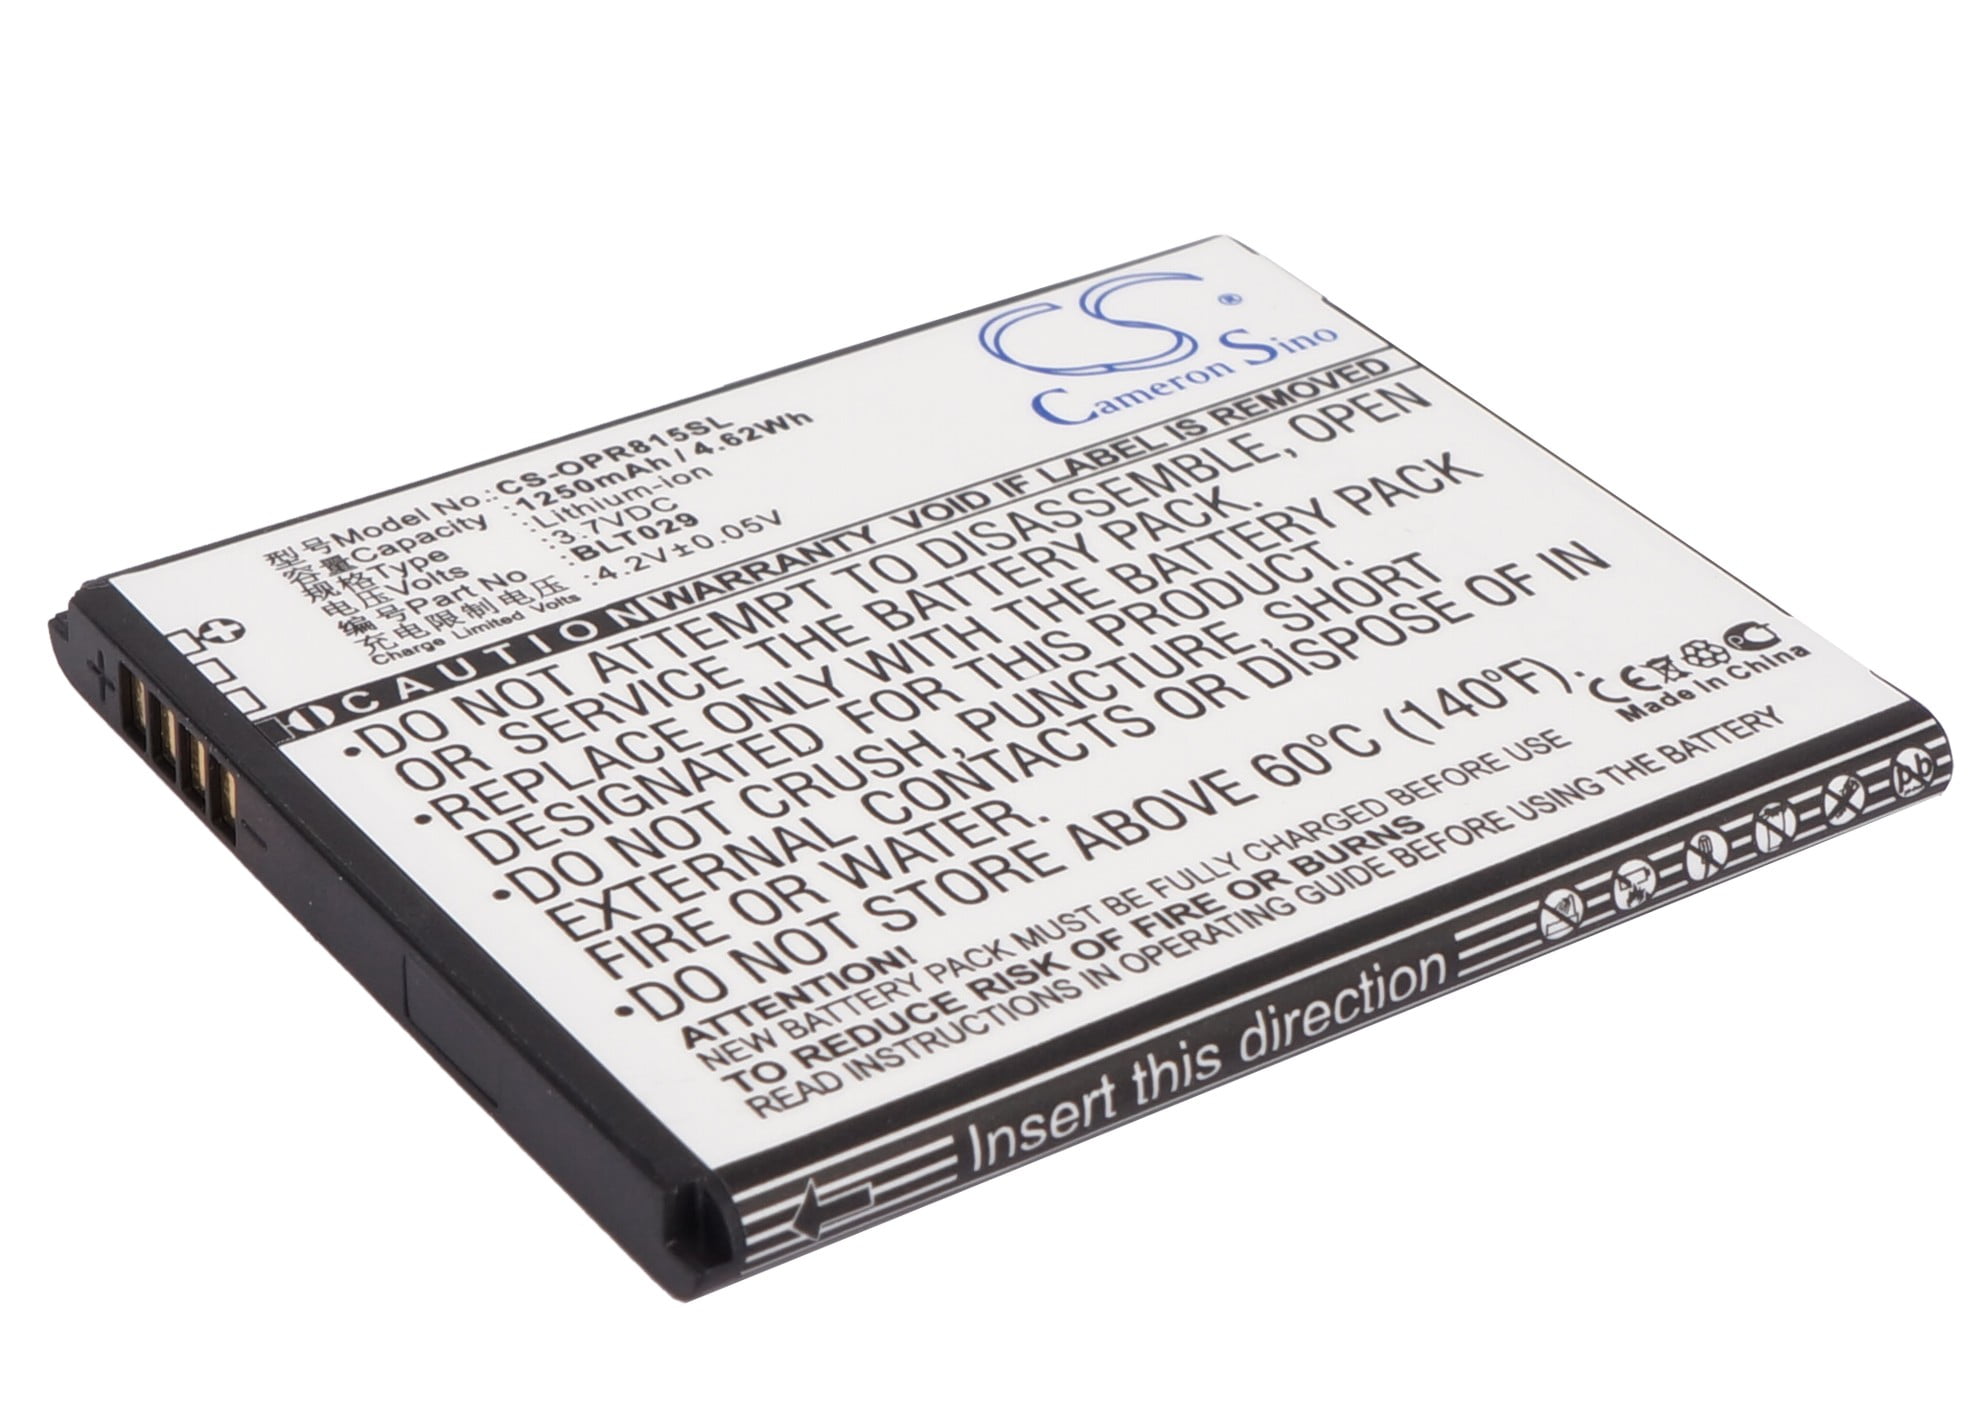 CS®
Cameron Sino
型号Model No.: CS-OPR815SL
容量Capacity :1250mAh / 4.62Wh
规格Type :Lithium-ion
电压Volts :3.7VDC
编号Part No :BLT029
充电限制电压 :4.2V±0.05V
Charge Limited Volts
CAUTION WARRANTY VOID IF LABEL IS REMOVED
•DO NOT ATTEMPT TO DISASSEMBLE, OPEN
OR SERVICE THE BATTERY PACK.
•REPLACE ONLY WITH THE BATTERY PACK
DESIGNATED FOR THIS PRODUCT.
•DO NOT CRUSH, PUNCTURE, SHORT
EXTERNAL CONTACTS OR DISPOSE OF IN
FIRE OR WATER.
•DO NOT STORE ABOVE 60°C (140°F).
ATTENTION!
NEW BATTERY PACK MUST BE FULLY CHARGED BEFORE USE
TO REDUCE RISK OF FIRE OR BURNS
READ INSTRUCTIONS IN OPERATING GUIDE BEFORE USING THE BATTERY
CE PCT
Made in China
+
+
-
Insert this direction
pb